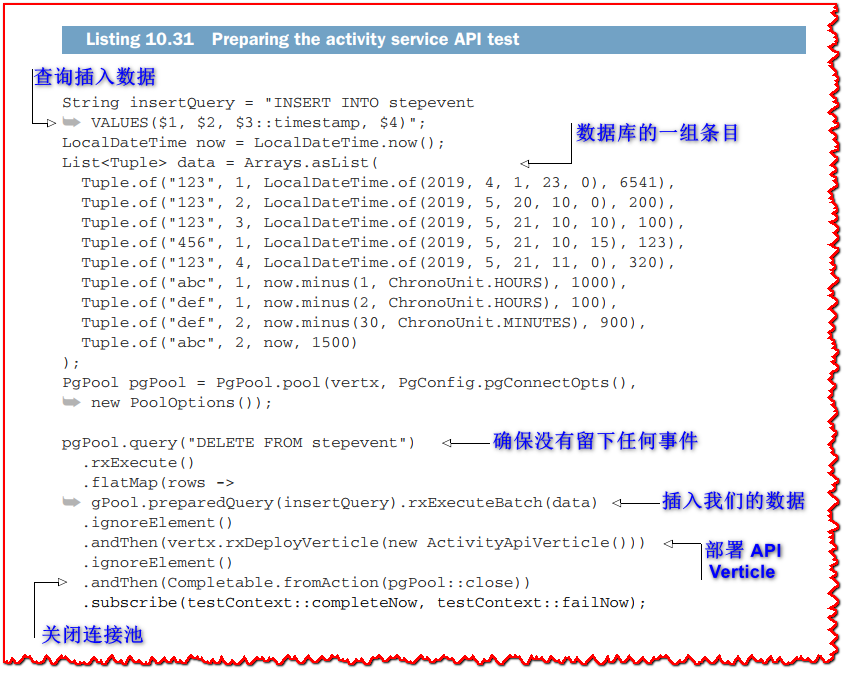 Listing 10.31 Preparing the activity service API test
查询插入数据
String insertQuery = "INSERT INTO stepevent
VALUES($1, $2, $3::timestamp, $4)";
数据库的一组条目
LocalDateTime now = LocalDateTime.now();
List<Tuple> data = Arrays.asList(
Tuple.of("123", 1, LocalDateTime.of(2019, 4, 1, 23, 0), 6541),
Tuple.of("123", 2, LocalDateTime.of(2019, 5, 20, 10, 0), 200),
Tuple.of("123", 3, LocalDateTime.of(2019, 5, 21, 10, 10), 100),
Tuple.of("456", 1, LocalDateTime.of(2019, 5, 21, 10, 15), 123),
Tuple.of("123", 4, LocalDateTime.of(2019, 5, 21, 11, 0), 320),
Tuple.of("abc", 1, now.minus(1, ChronoUnit.HOURS), 1000),
Tuple.of("def", 1, now.minus(2, ChronoUnit.HOURS), 100),
Tuple.of("def", 2, now.minus(30, ChronoUnit.MINUTES), 900),
Tuple.of("abc", 2, now, 1500)
);
PgPool pgPool = PgPool.pool(vertx, PgConfig.pgConnectOpts(),
new PoolOptions());
pgPool.query("DELETE FROM stepevent")
确保没有留下任何事件
.rxExecute()
.flatMap(rows ->
gPool.preparedQuery(insertQuery).rxExecuteBatch(data)
插入我们的数据
.ignoreElement()
.andThen(vertx.rxDeployVerticle(new ActivityApiVerticle()))
部署 API
Verticle
.ignoreElement()
.andThen(Completable.fromAction(pgPool::close))
.subscribe(testContext::completeNow, testContext::failNow);
关闭连接池